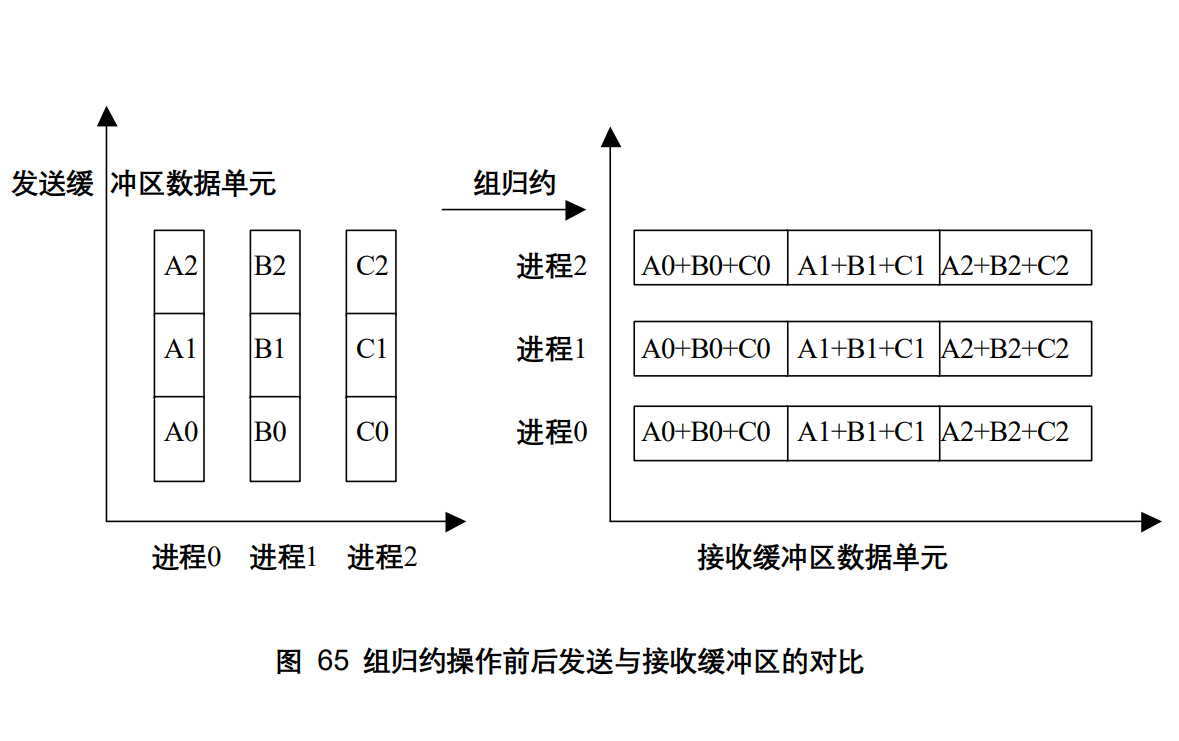 发送缓 冲区数据单元
组归约
A2 B2 C2
A1 B1 C1
A0 B0 C0
进程0 进程1 进程2
进程2 A0+B0+C0 A1+B1+C1 A2+B2+C2
进程1 A0+B0+C0 A1+B1+C1 A2+B2+C2
进程0 A0+B0+C0 A1+B1+C1 A2+B2+C2
接收缓冲区数据单元
图 65 组归约操作前后发送与接收缓冲区的对比